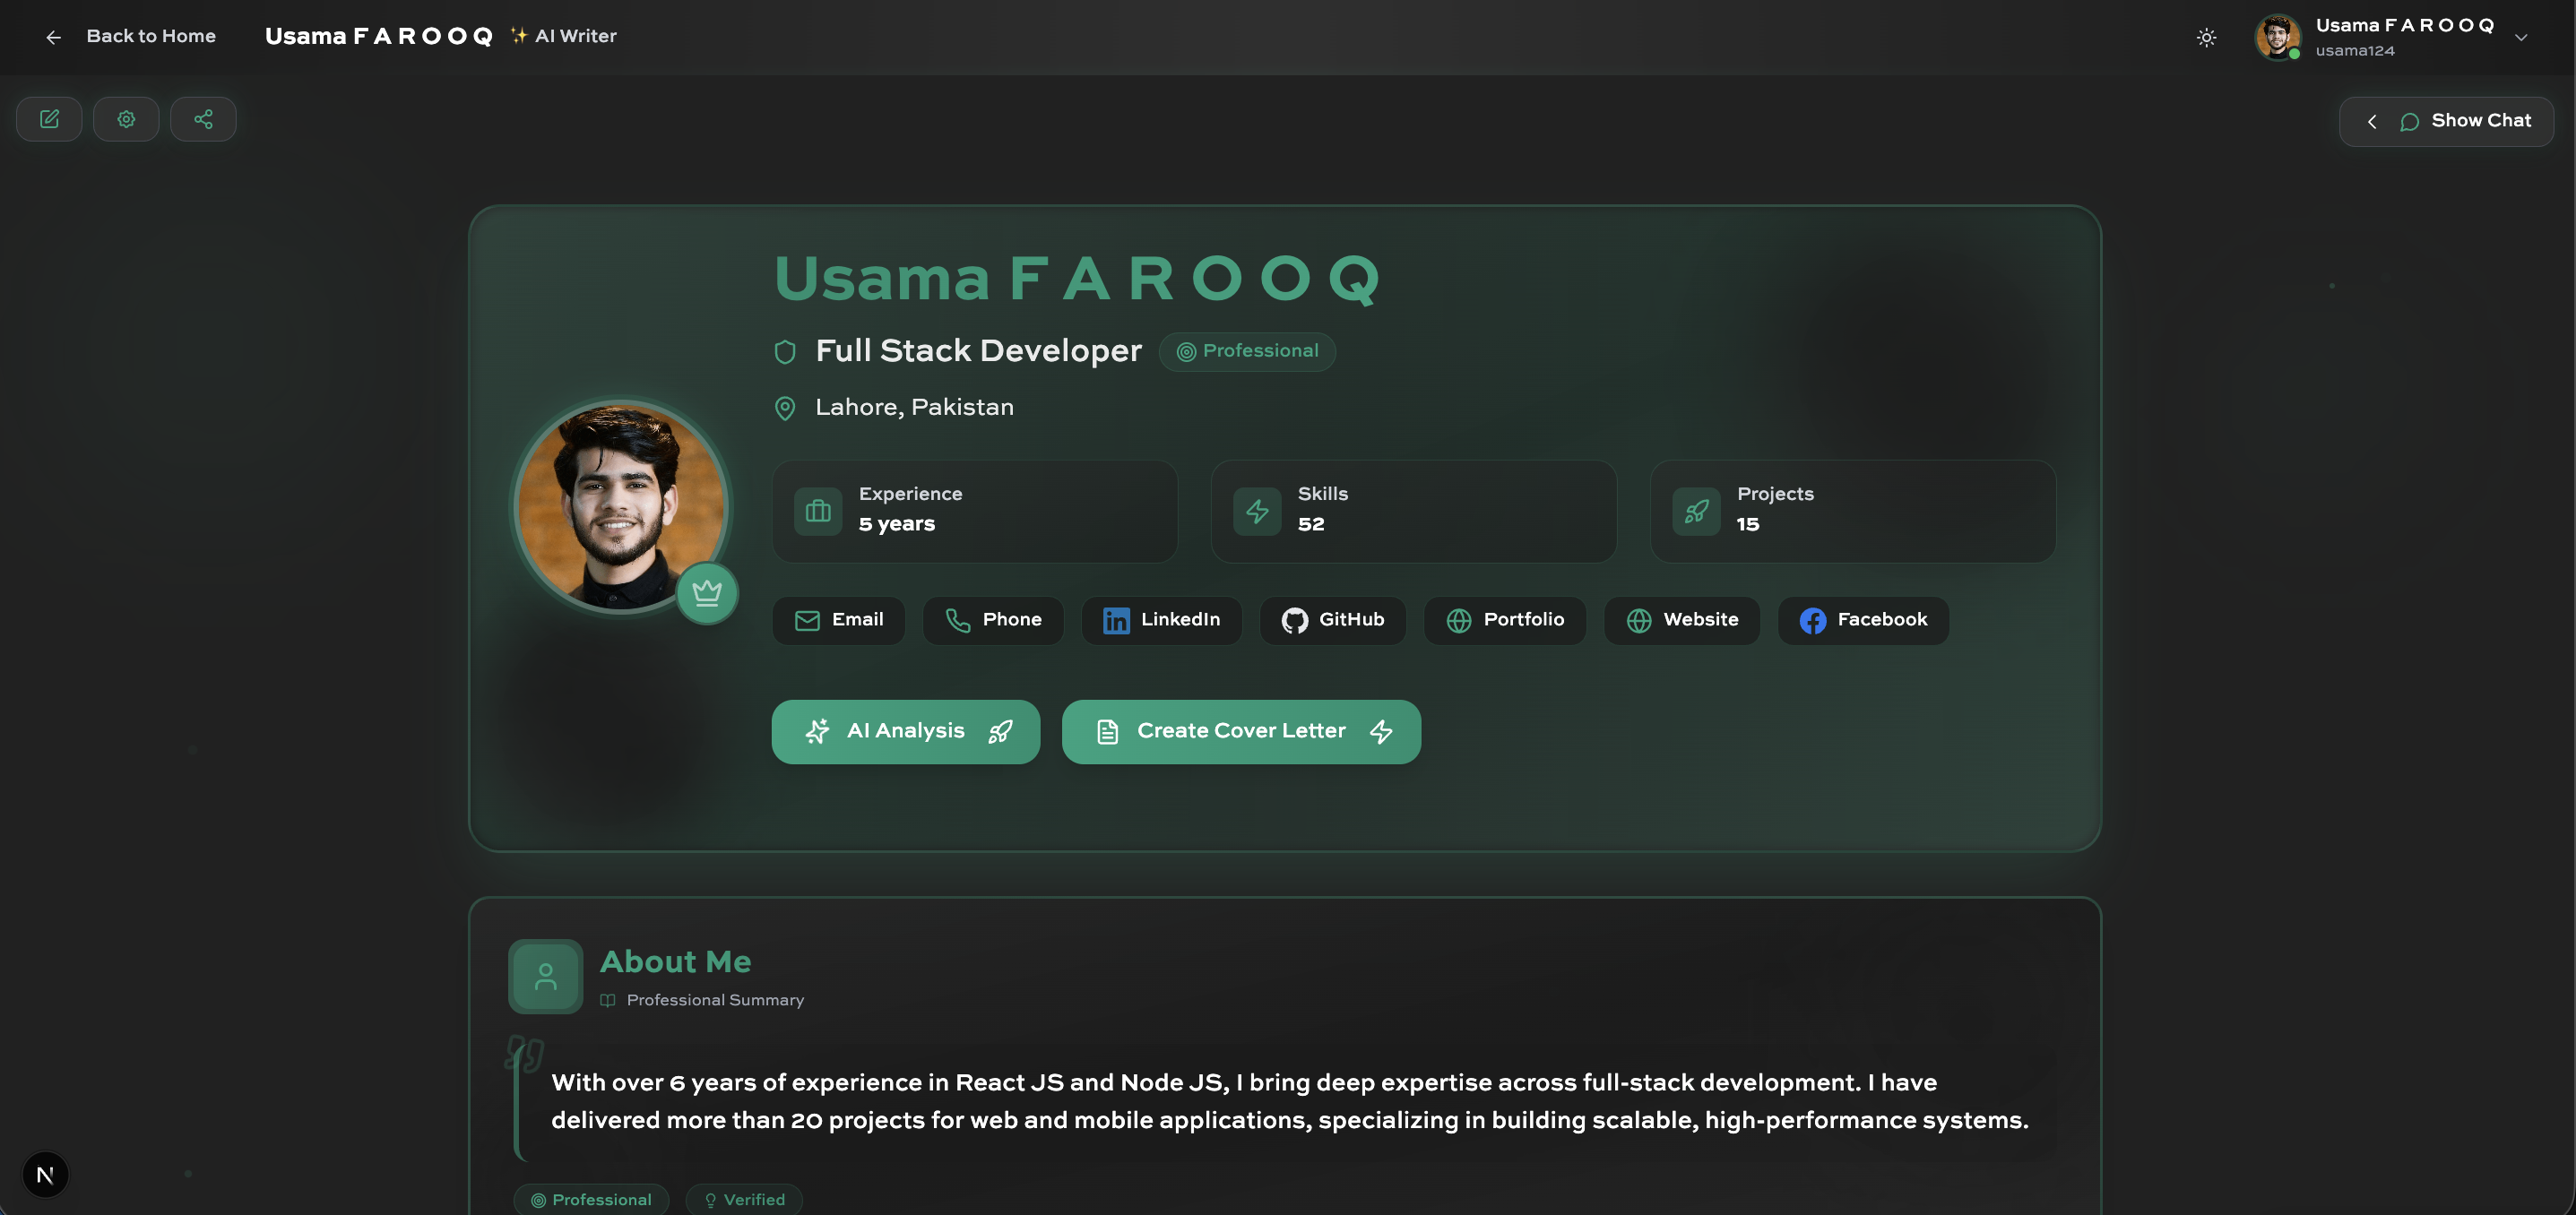 Back to Home
Usama F A R O O Q ✨ AI Writer
Usama F A R O O Q
usama124
Show Chat
Usama F A R O O Q
Full Stack Developer
Professional
Lahore, Pakistan
Experience
5 years
Skills
52
Projects
15
Email
Phone
LinkedIn
GitHub
Portfolio
Website
Facebook
AI Analysis
Create Cover Letter
About Me
Professional Summary
With over 6 years of experience in React JS and Node JS, I bring deep expertise across full-stack development. I have
delivered more than 20 projects for web and mobile applications, specializing in building scalable, high-performance systems.
N
Professional
Verified